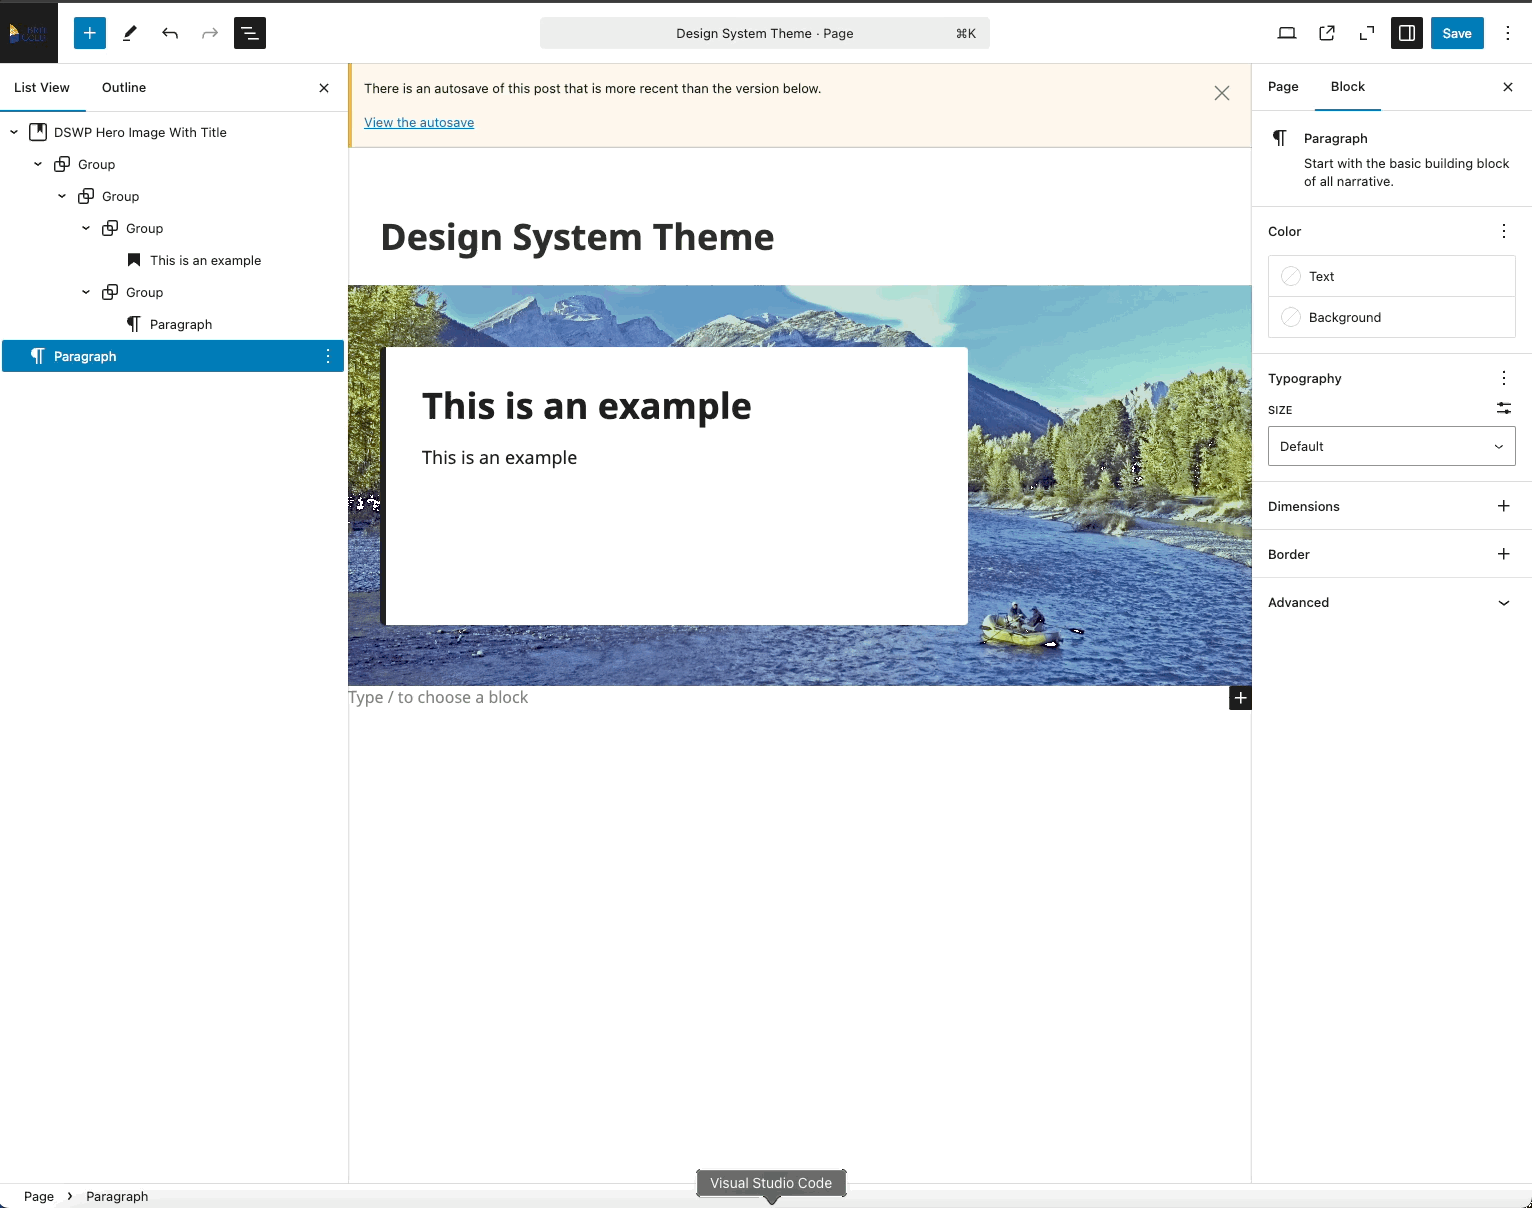 Design System Theme · Page
⌘K
Save
List View
Outline
There is an autosave of this post that is more recent than the version below.
View the autosave
DSWP Hero Image With Title
Group
Group
Group
This is an example
Group
Paragraph
Paragraph
Design System Theme
This is an example
This is an example
Type / to choose a block
Page
Block
Paragraph
Start with the basic building block
of all narrative.
Color
Text
Background
Typography
SIZE
Default
Dimensions
Border
Advanced
Visual Studio Code
Page › Paragraph